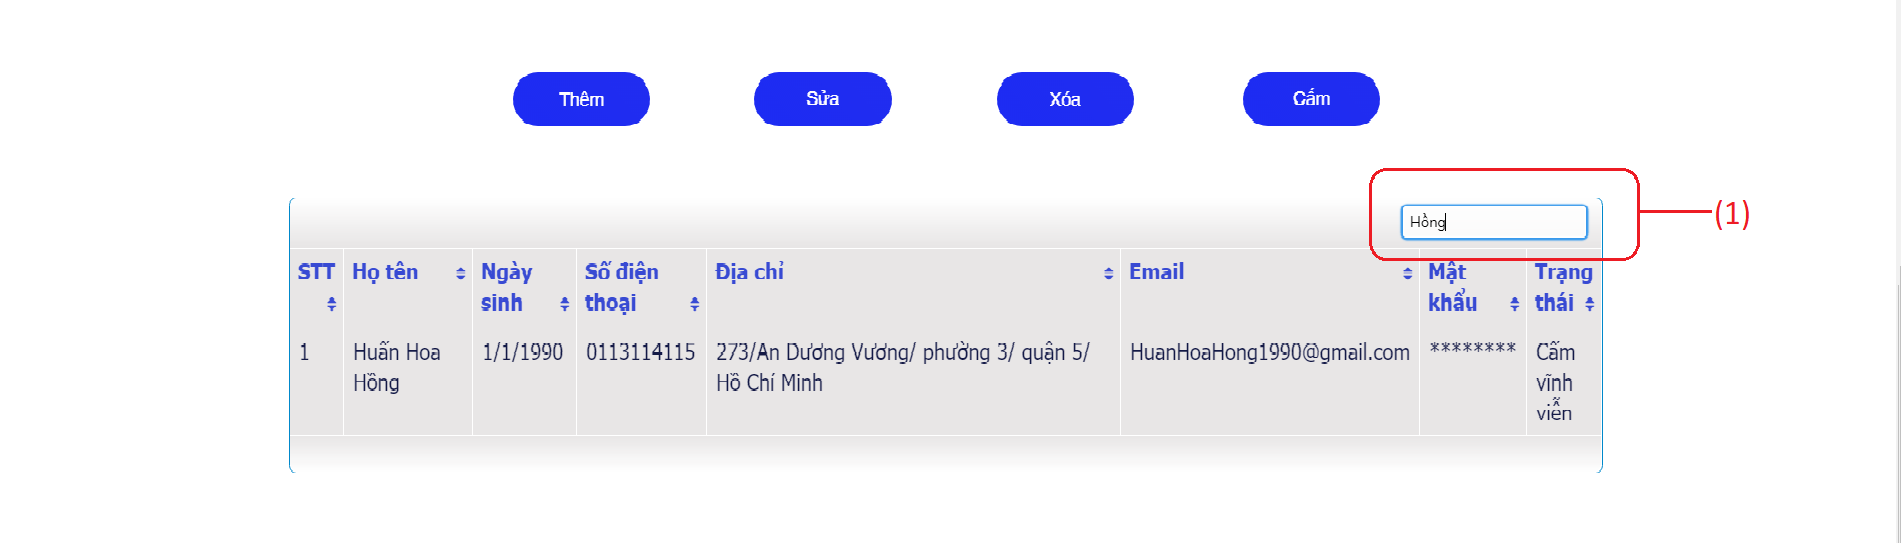 Thêm Sửa Xóa Cấm
Hồng
(1)
STT Họ tên Ngày sinh Số điện thoại Địa chỉ Email Mật khẩu Trạng thái
1 Huấn Hoa Hồng 1/1/1990 0113114115 273/An Dương Vương/ phường 3/ quận 5/ Hồ Chí Minh HuanHoaHong1990@gmail.com ******** Cấm vĩnh viễn